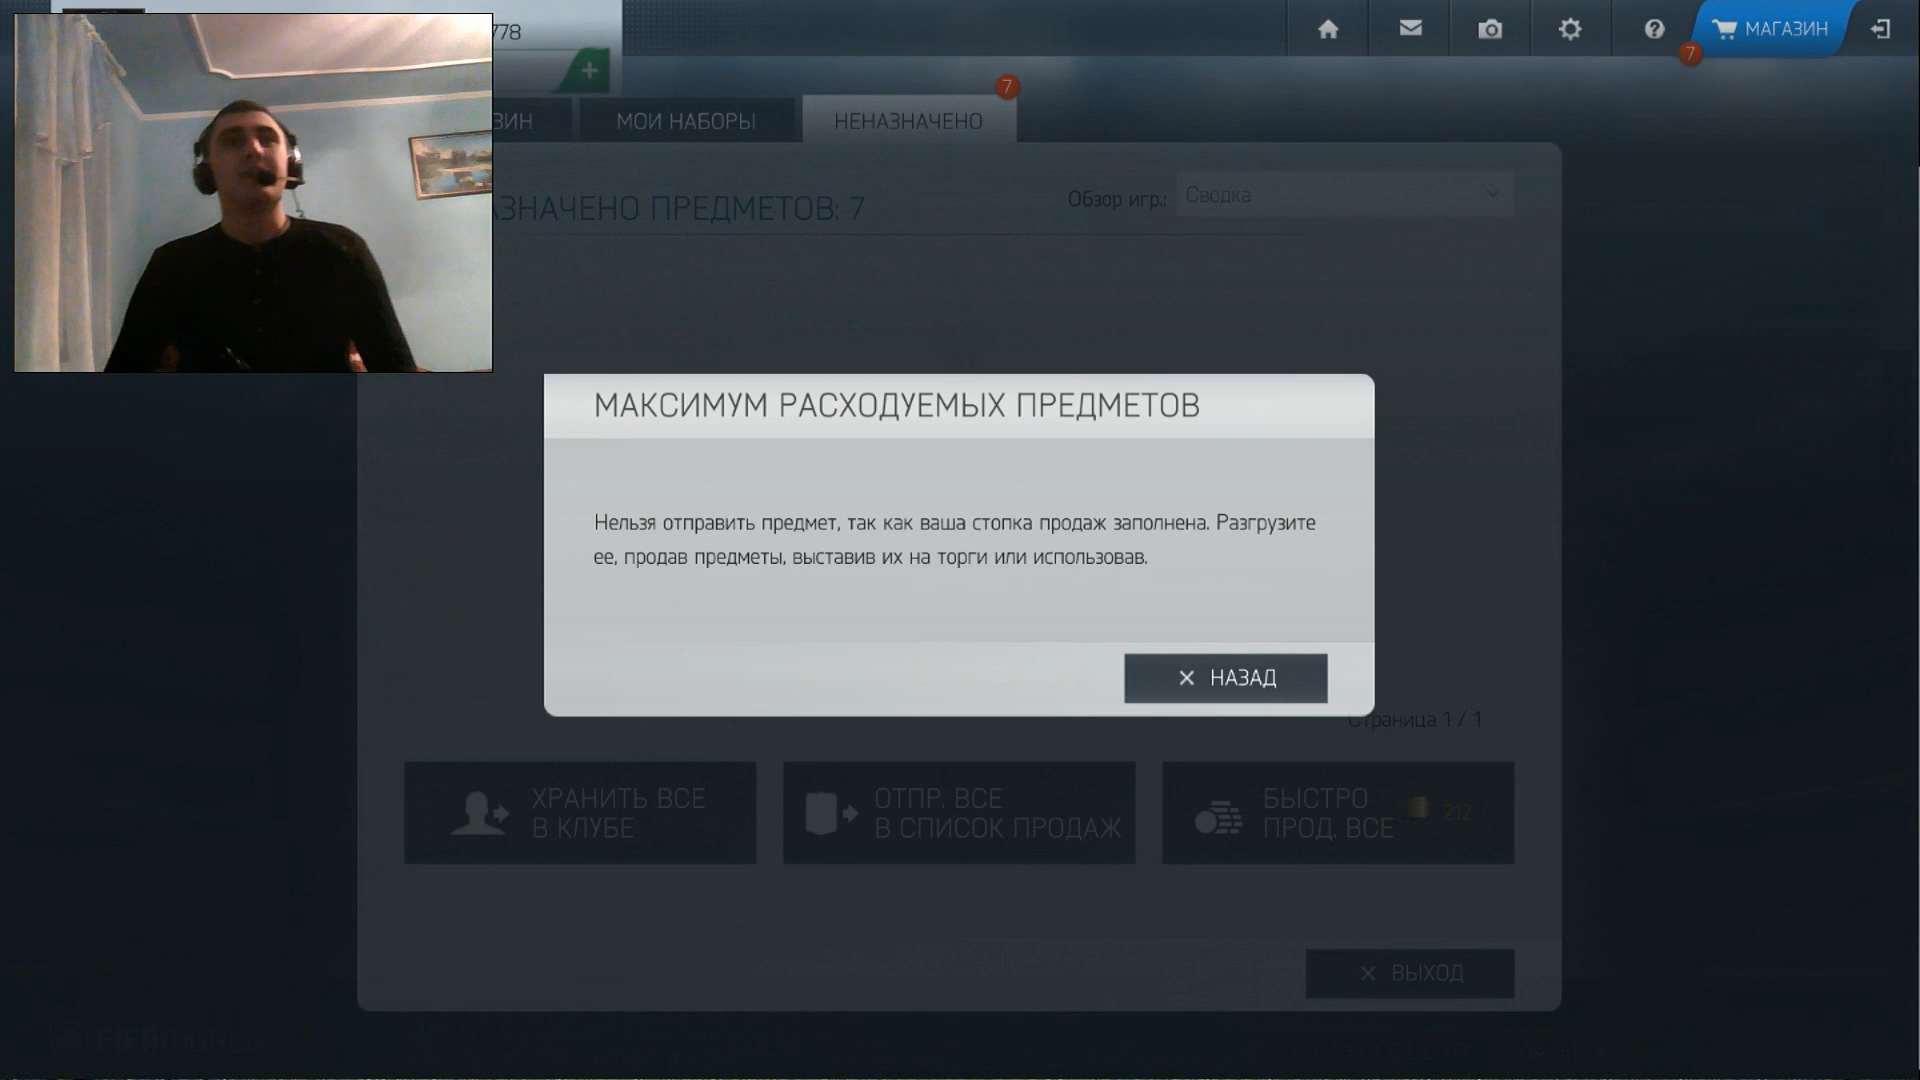 778
МАГАЗИН
7
7
ЗИН
МОИ НАБОРЫ
НЕНАЗНАЧЕНО
АЗНАЧЕНО ПРЕДМЕТОВ: 7
Обзор игр.:
Сводка
МАКСИМУМ РАСХОДУЕМЫХ ПРЕДМЕТОВ
Нельзя отправить предмет, так как ваша стопка продаж заполнена. Разгрузите
ее, продав предметы, выставив их на торги или использовав.
НАЗАД
Страница 1 / 1
ХРАНИТЬ ВСЕ
В КЛУБЕ
ОТПР. ВСЕ
В СПИСОК ПРОДАЖ
БЫСТРО
ПРОД. ВСЕ
212
ВЫХОД